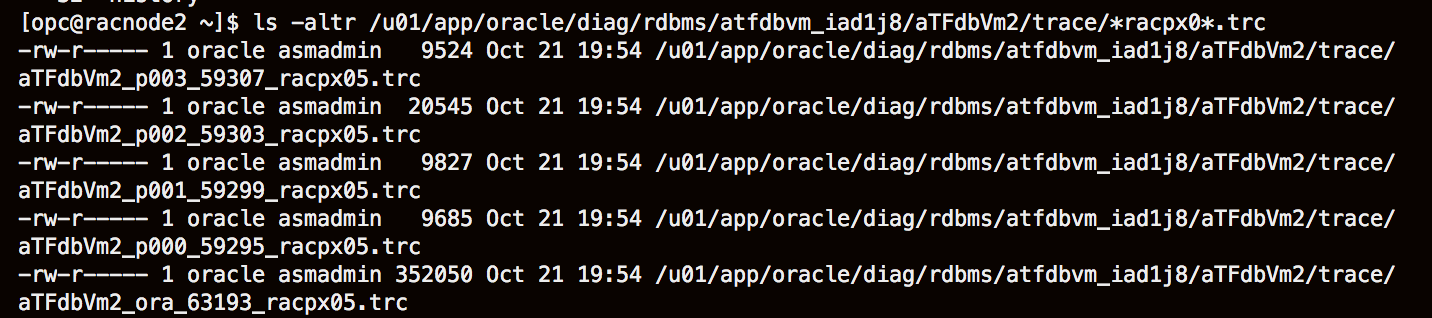 [opc@racnode2 ~]$ ls -altr /u01/app/oracle/diag/rdbms/atfdbvm_iad1j8/aTFdbVm2/trace/*racpx0*.trc
-rw-r----- 1 oracle asmadmin   9524 Oct 21 19:54 /u01/app/oracle/diag/rdbms/atfdbvm_iad1j8/aTFdbVm2/trace/
aTFdbVm2_p003_59307_racpx05.trc
-rw-r----- 1 oracle asmadmin  20545 Oct 21 19:54 /u01/app/oracle/diag/rdbms/atfdbvm_iad1j8/aTFdbVm2/trace/
aTFdbVm2_p002_59303_racpx05.trc
-rw-r----- 1 oracle asmadmin   9827 Oct 21 19:54 /u01/app/oracle/diag/rdbms/atfdbvm_iad1j8/aTFdbVm2/trace/
aTFdbVm2_p001_59299_racpx05.trc
-rw-r----- 1 oracle asmadmin   9685 Oct 21 19:54 /u01/app/oracle/diag/rdbms/atfdbvm_iad1j8/aTFdbVm2/trace/
aTFdbVm2_p000_59295_racpx05.trc
-rw-r----- 1 oracle asmadmin 352050 Oct 21 19:54 /u01/app/oracle/diag/rdbms/atfdbvm_iad1j8/aTFdbVm2/trace/
aTFdbVm2_ora_63193_racpx05.trc